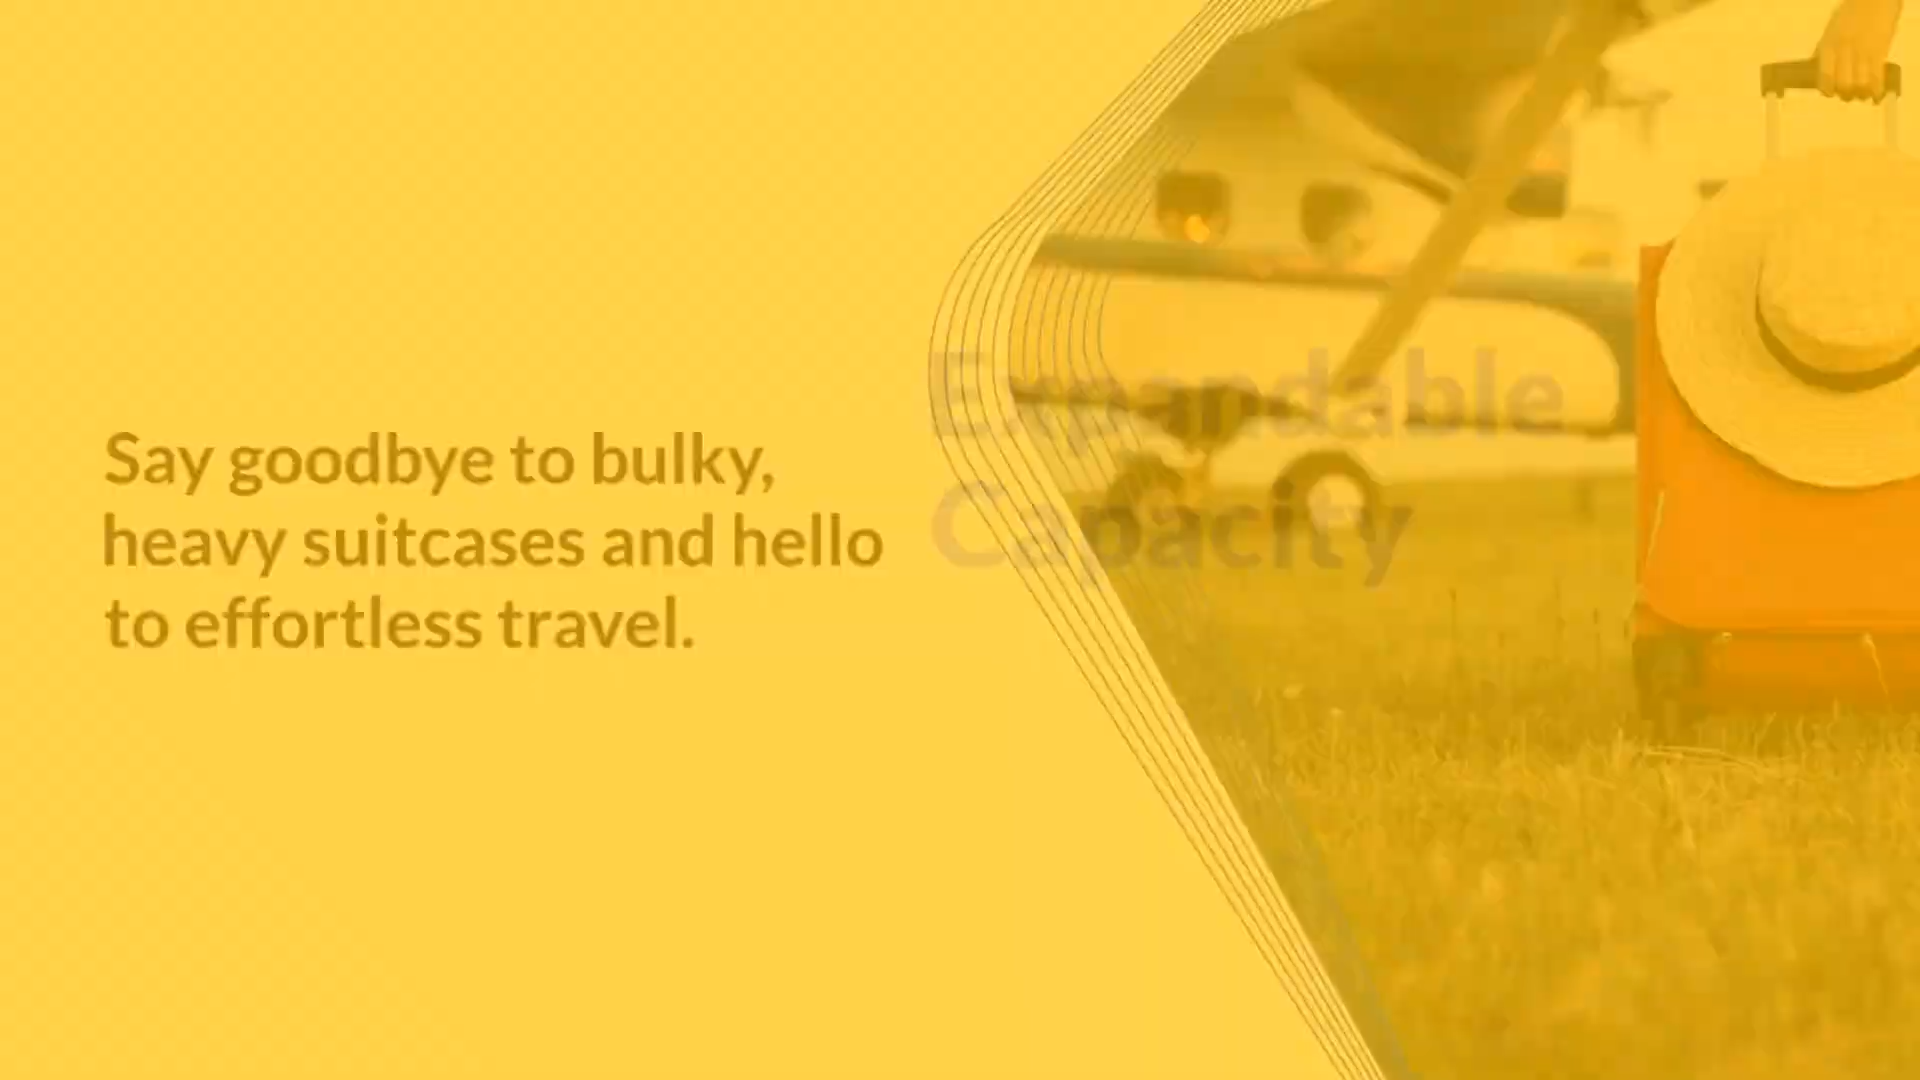 Say goodbye to bulky,
heavy suitcases and hello
to effortless travel.
Expandable
Capacity